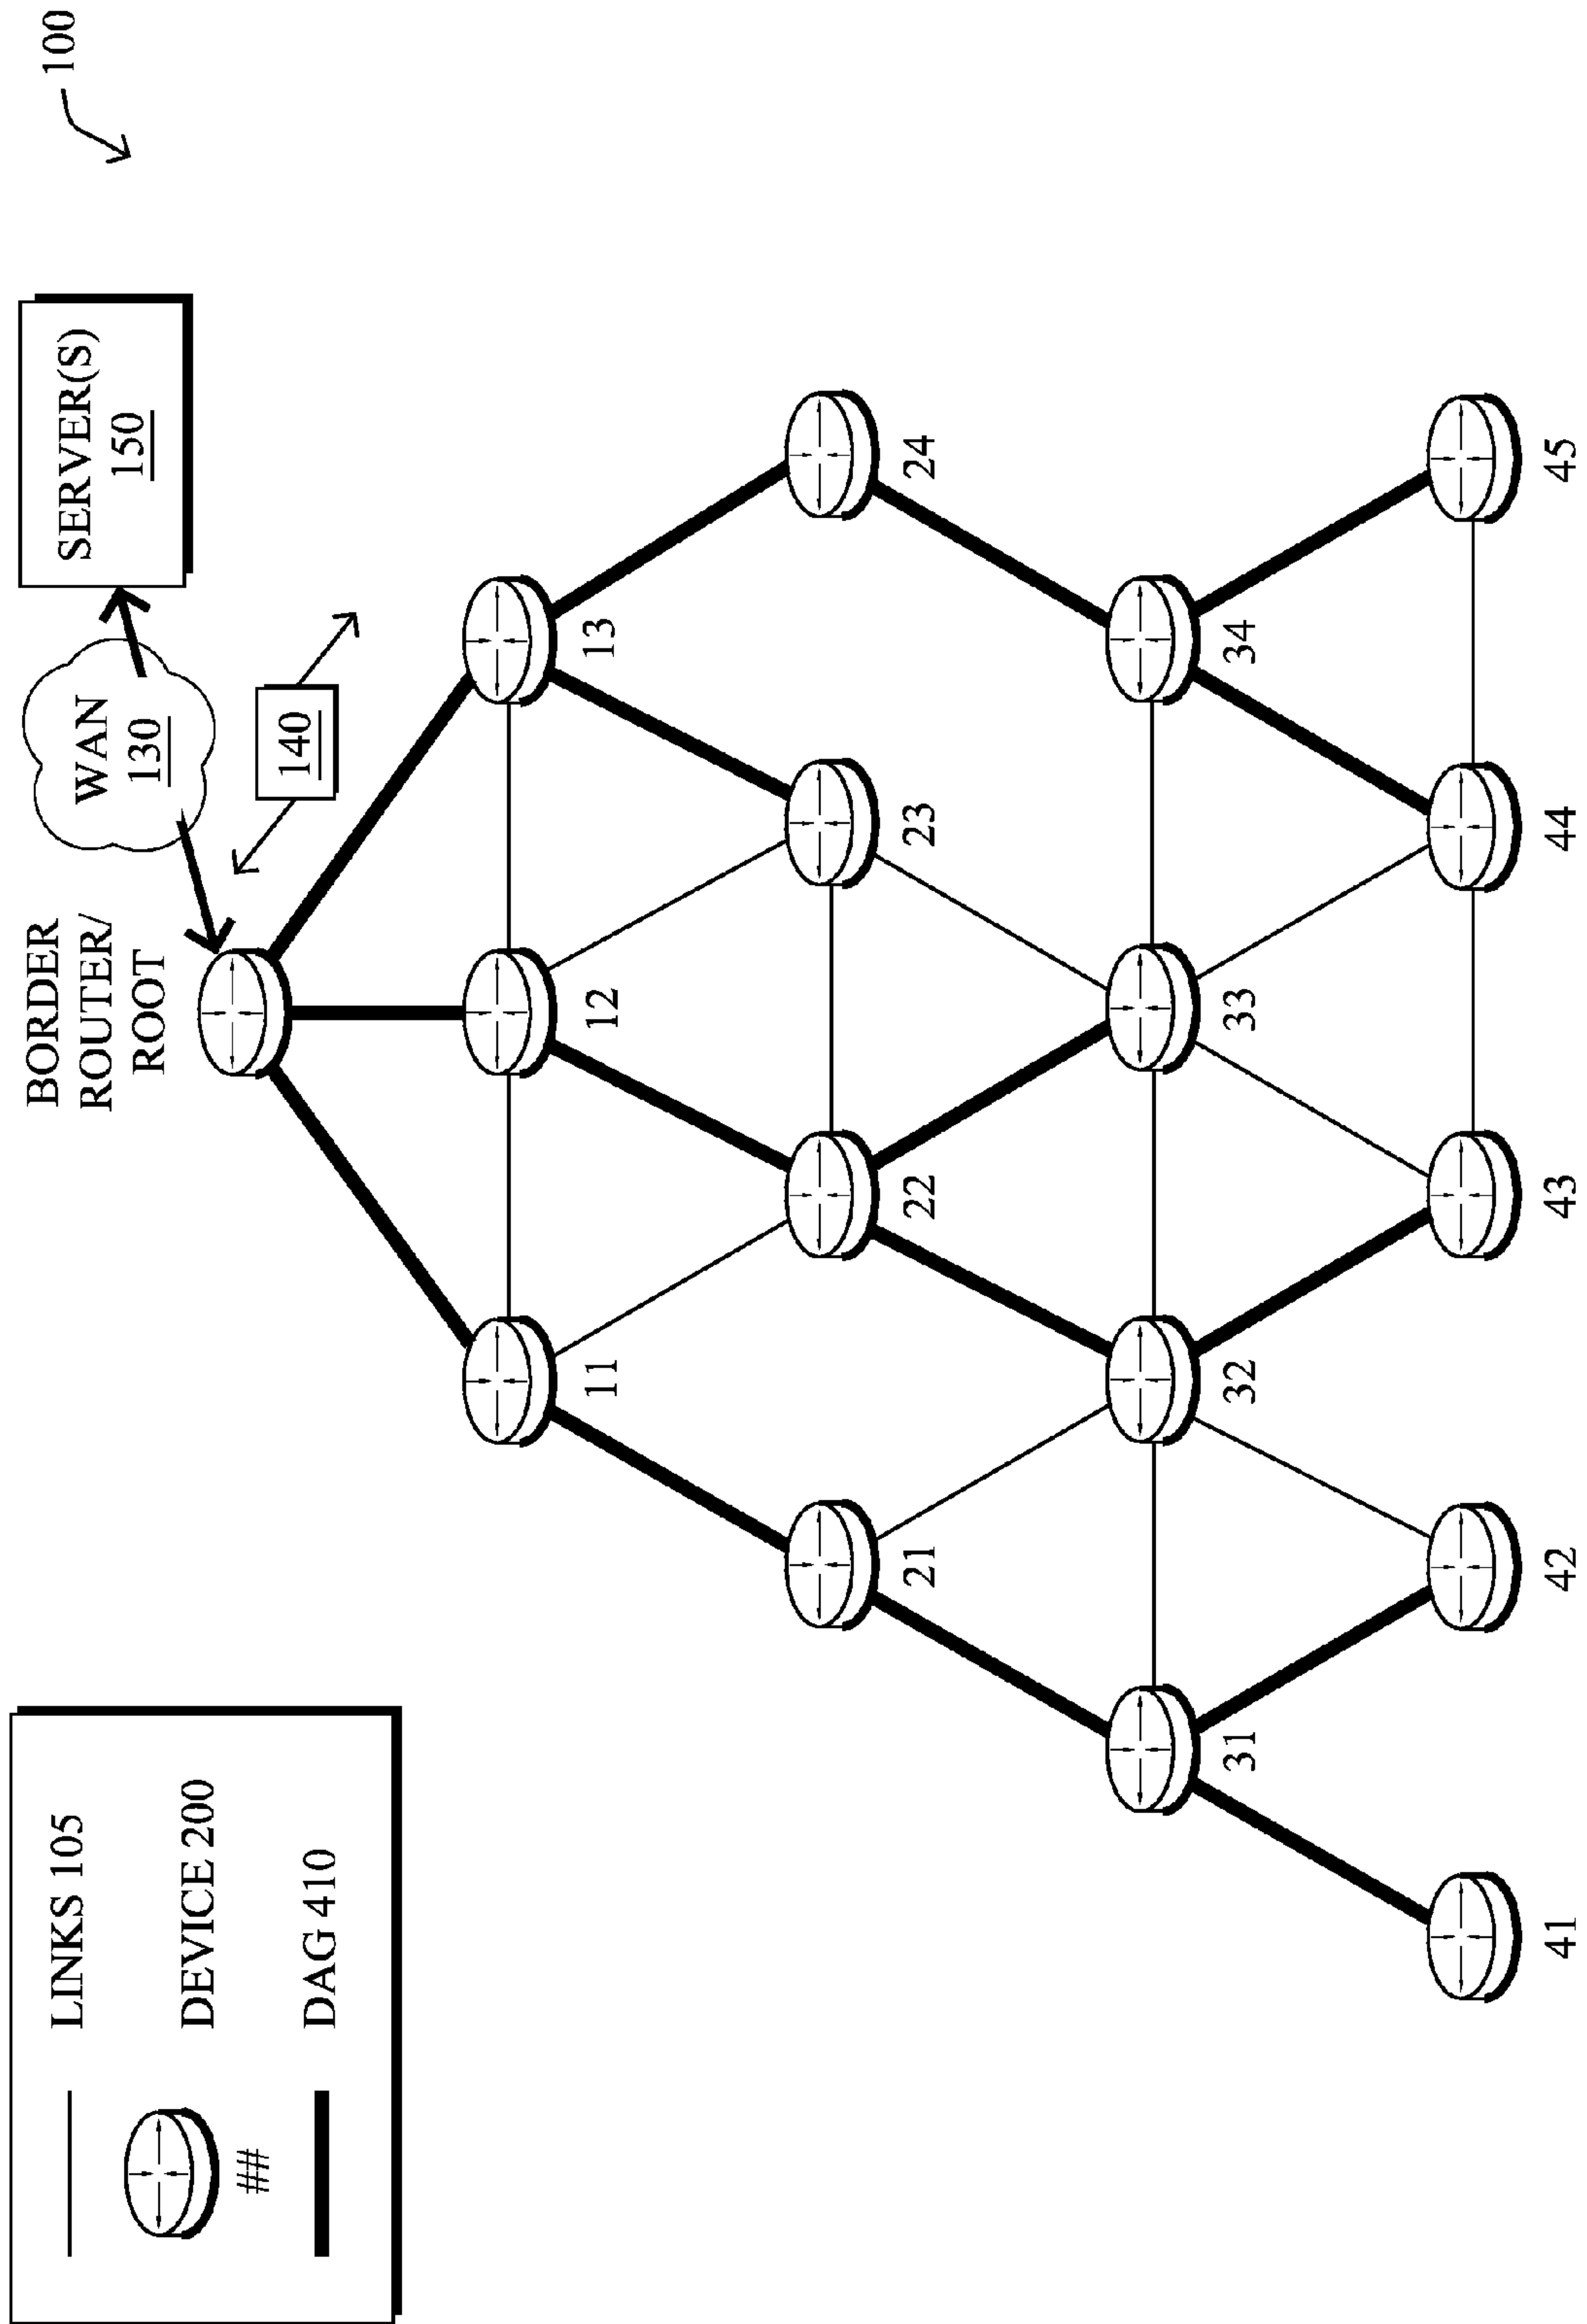 LINKS 105
DEVICE 200
##
DAG 410
BORDER
ROUTER/
ROOT
WAN
130
SERVER(S)
150
100
140
11
12
13
21
22
23
24
31
32
33
34
41
42
43
44
45